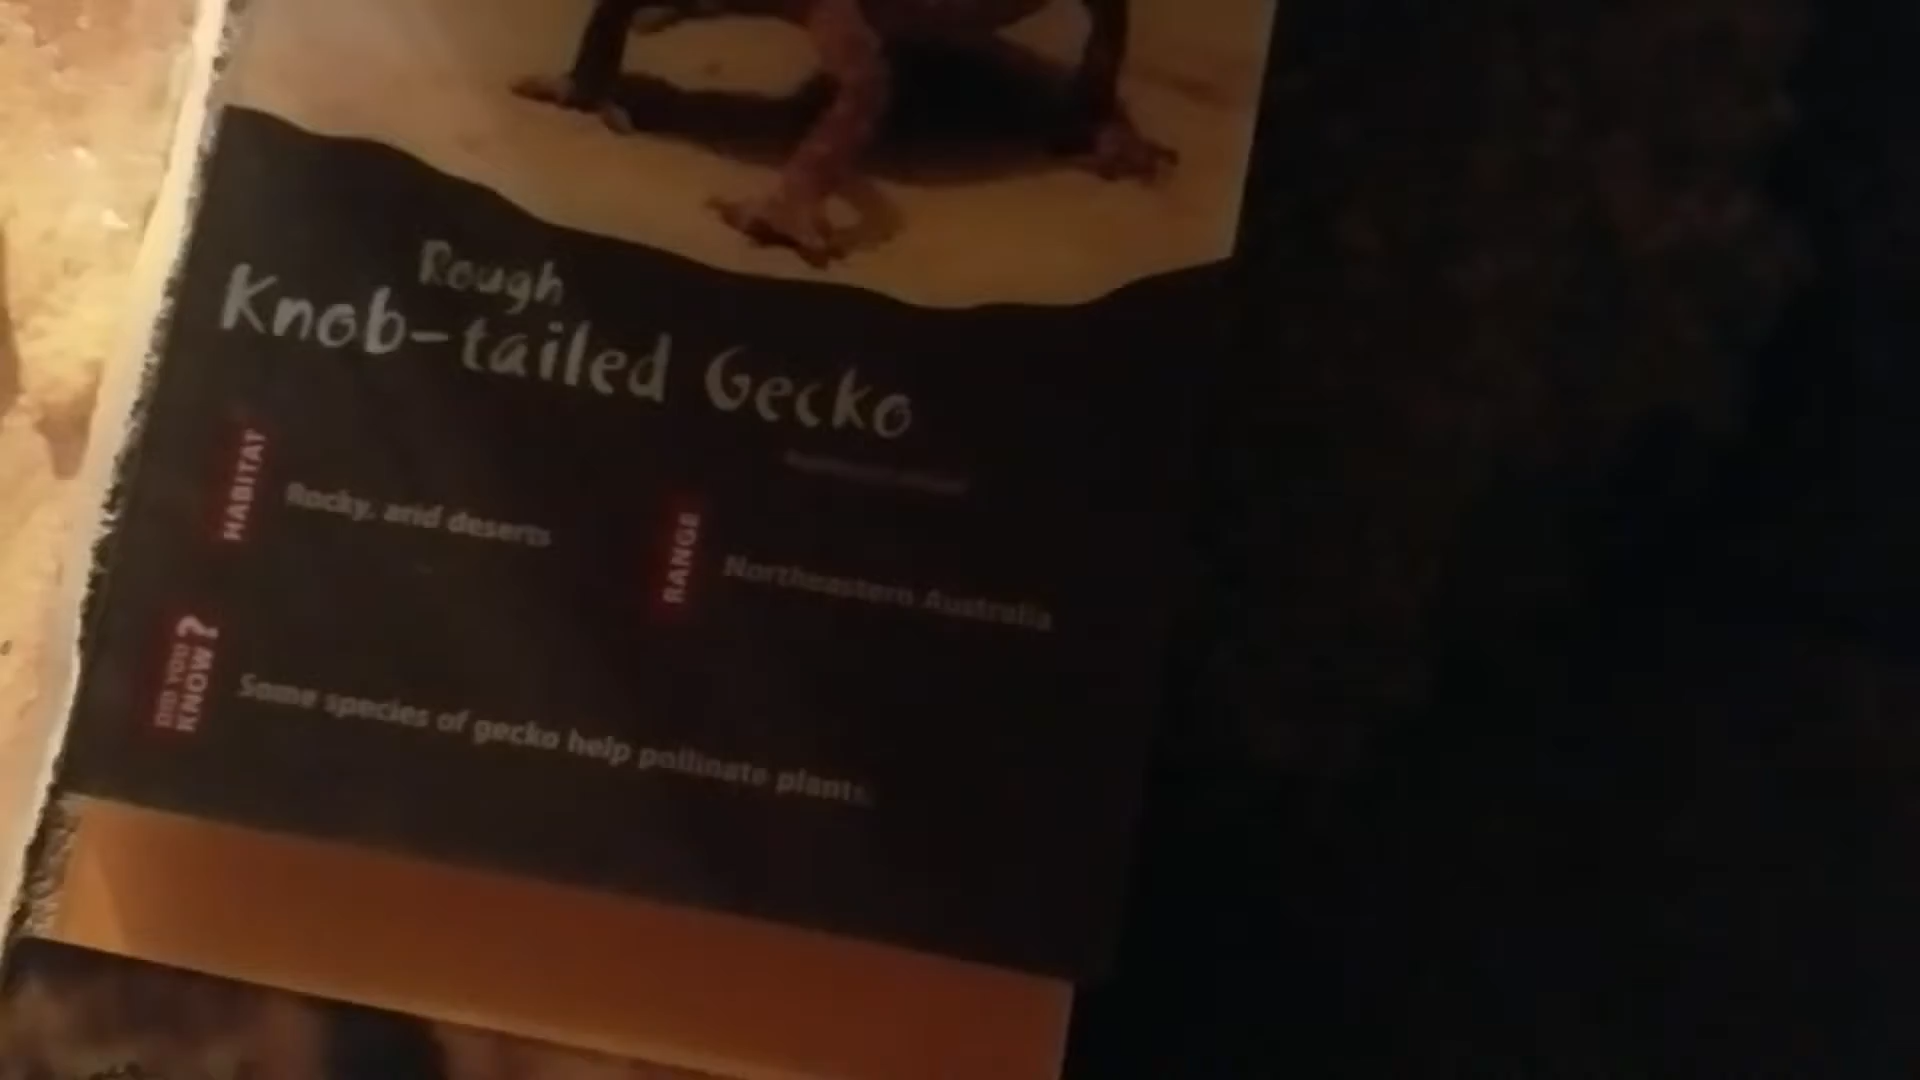 Rough
Knob-tailed Gecko
HABITAT
Rocky, arid deserts
RANGE
Northeastern Australia
DID YOU
KNOW?
Some species of gecko help pollinate plants.